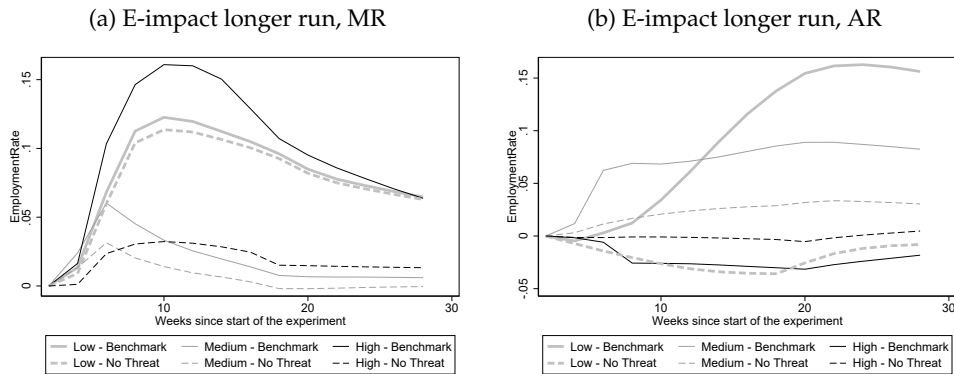 (a) E-impact longer run, MR
EmploymentRate
.15
.1
.05
0
10
20
30
Weeks since start of the experiment
Low - Benchmark
Medium - Benchmark
High - Benchmark
Low - No Threat
Medium - No Threat
High - No Threat
(b) E-impact longer run, AR
EmploymentRate
.15
.1
.05
0
-.05
0
10
20
30
Weeks since start of the experiment
Low - Benchmark
Medium - Benchmark
High - Benchmark
Low - No Threat
Medium - No Threat
High - No Threat